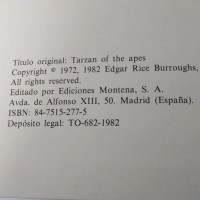 Título original: Tarzan of the apes
Copyright © 1972, 1982 Edgar Rice Burroughs,
All rights reserved.
Editado por Ediciones Montena, S. A.
Avda. de Alfonso XIII, 50. Madrid (España).
ISBN: 84-7515-277-5
Depósito legal: TO-682-1982